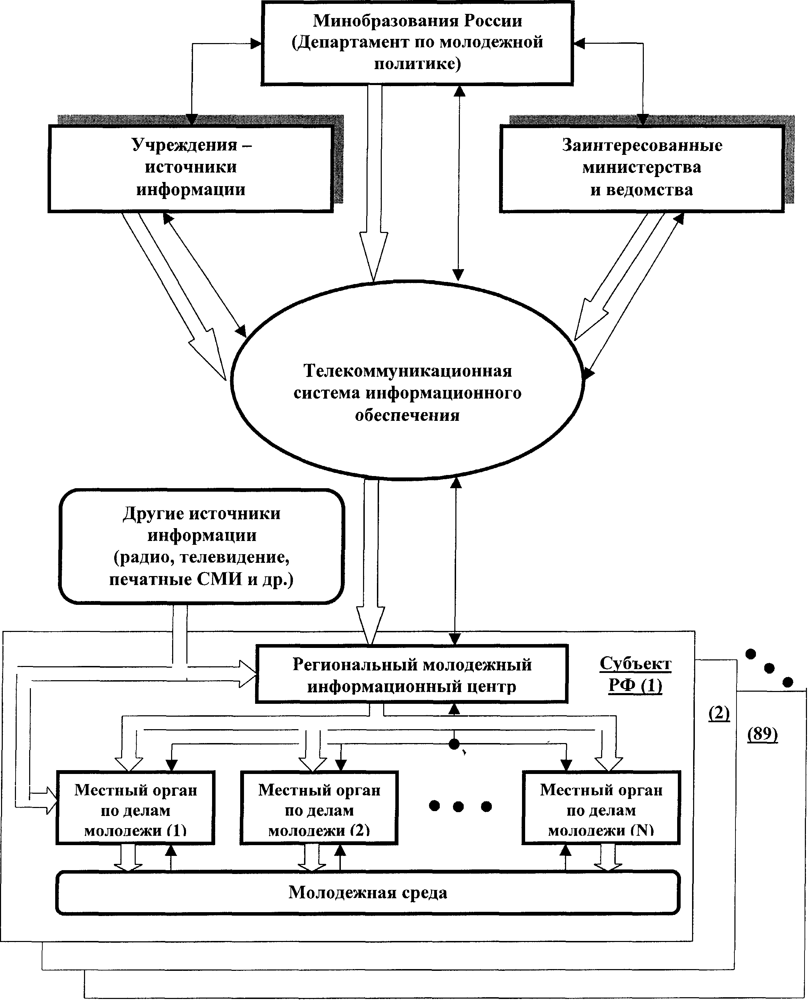 Минобразования России
(Департамент по молодежной
политике)
Учреждения –
источники
информации
Заинтересованные
министерства
и ведомства
Телекоммуникационная
система информационного
обеспечения
Другие источники
информации
(радио, телевидение,
печатные СМИ и др.)
Региональный молодежный
информационный центр
Субъект
РФ (1)
(2)
(89)
Местный орган
по делам
молодежи (1)
Местный орган
по делам
молодежи (2)
Местный орган
по делам
молодежи (N)
Молодежная среда